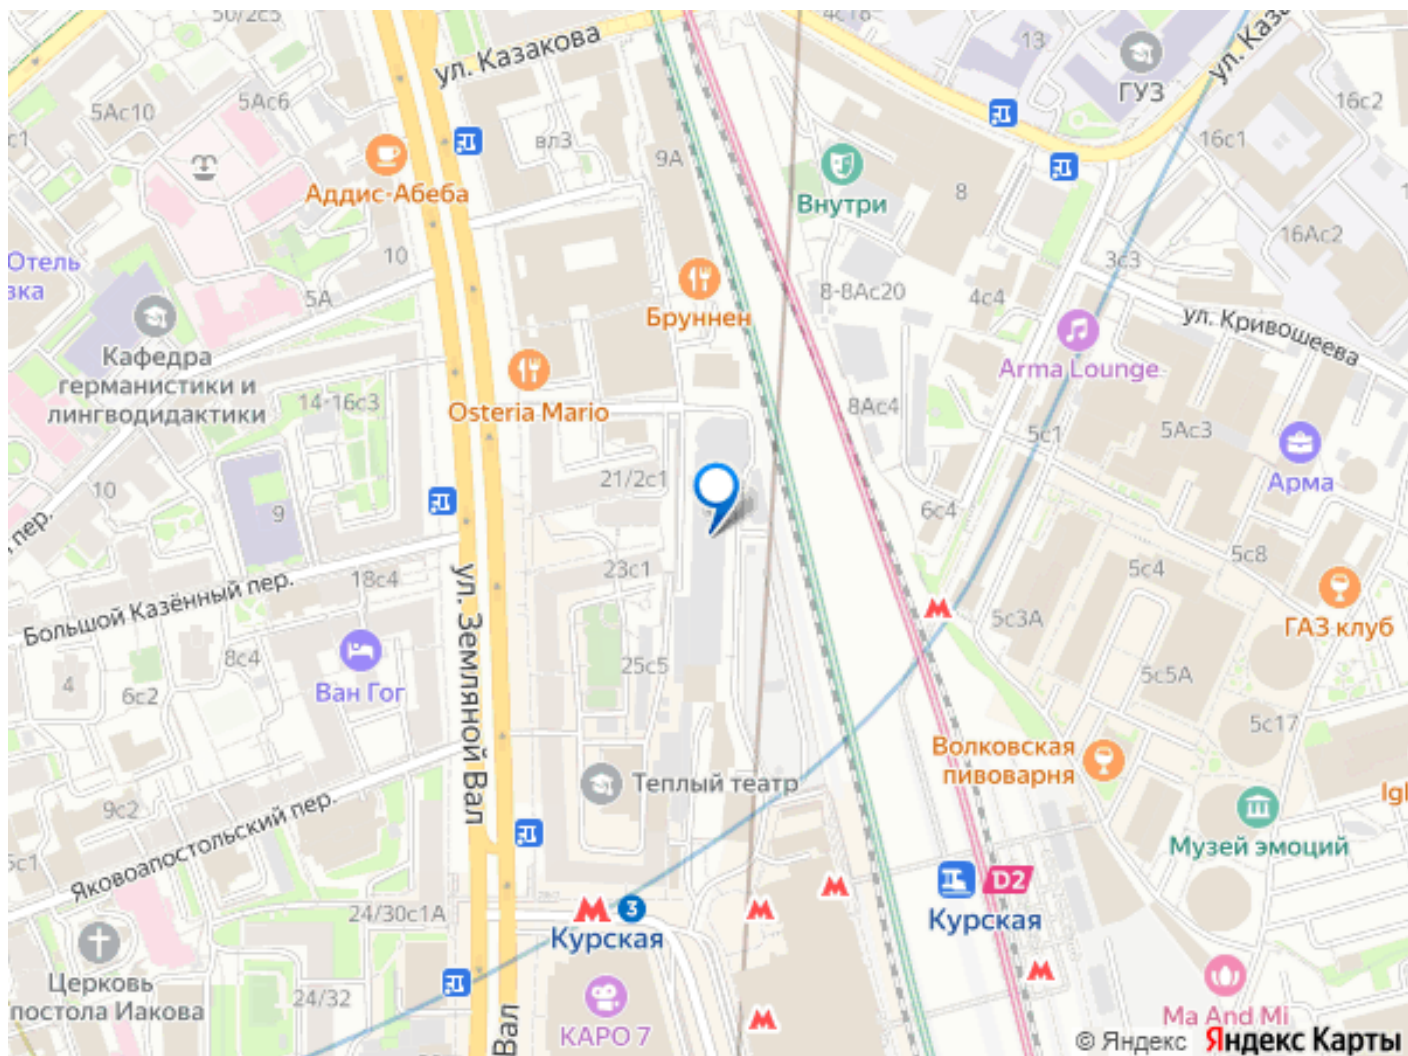 50/2с5
4с18
ул. Казакова
13
ГУЗ
ул. Каза
5Ас10
5Ас6
16с2
с1
вл3
9А
16с1
Аддис-Абеба
Внутри
8
Отель
вка
10
16Ас2
3с3
5А
8-8Ас20
4с4
Бруннен
ул. Кривошеева
Кафедра
германистики и
лингводидактики
Arma Lounge
14-16с3
Osteria Mario
8Ас4
5с1
5Ас3
21/2с1
Арма
10
9
6с4
пер.
23с1
5с8
5с4
18с4
Большой Казённый пер.
ул. Земляной Вал
5с3А
ГАЗ клуб
8с4
25с5
4
6с2
Ван Гог
5с5А
5с17
Волковская
пивоварня
Теплый театр
9с2
Igl
Музей эмоций
5с1
Яковоапостольский пер.
D2
24/30с1А
3
Курская
Курская
Церковь
постола Иакова
24/32
КАРО 7
Вал
Ma And Mi
© Яндекс Яндекс Карты